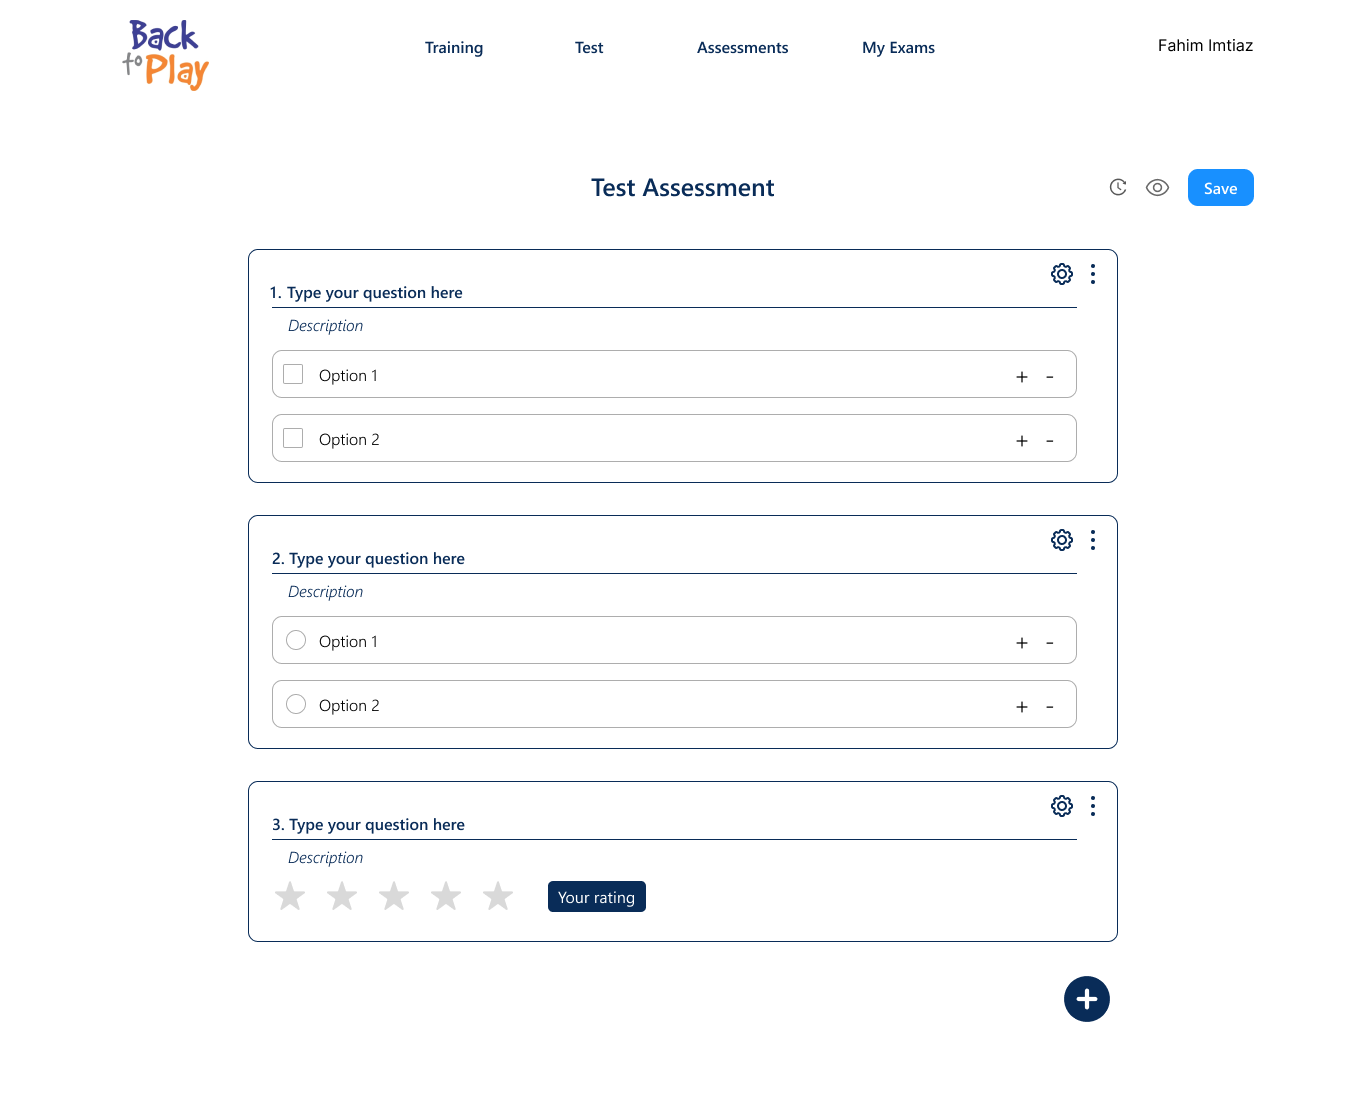 Back
to Play
Training Test Assessments My Exams Fahim Imtiaz
Test Assessment
Save
1. Type your question here
Description
Option 1 + -
Option 2 + -
2. Type your question here
Description
Option 1 + -
Option 2 + -
3. Type your question here
Description
Your rating